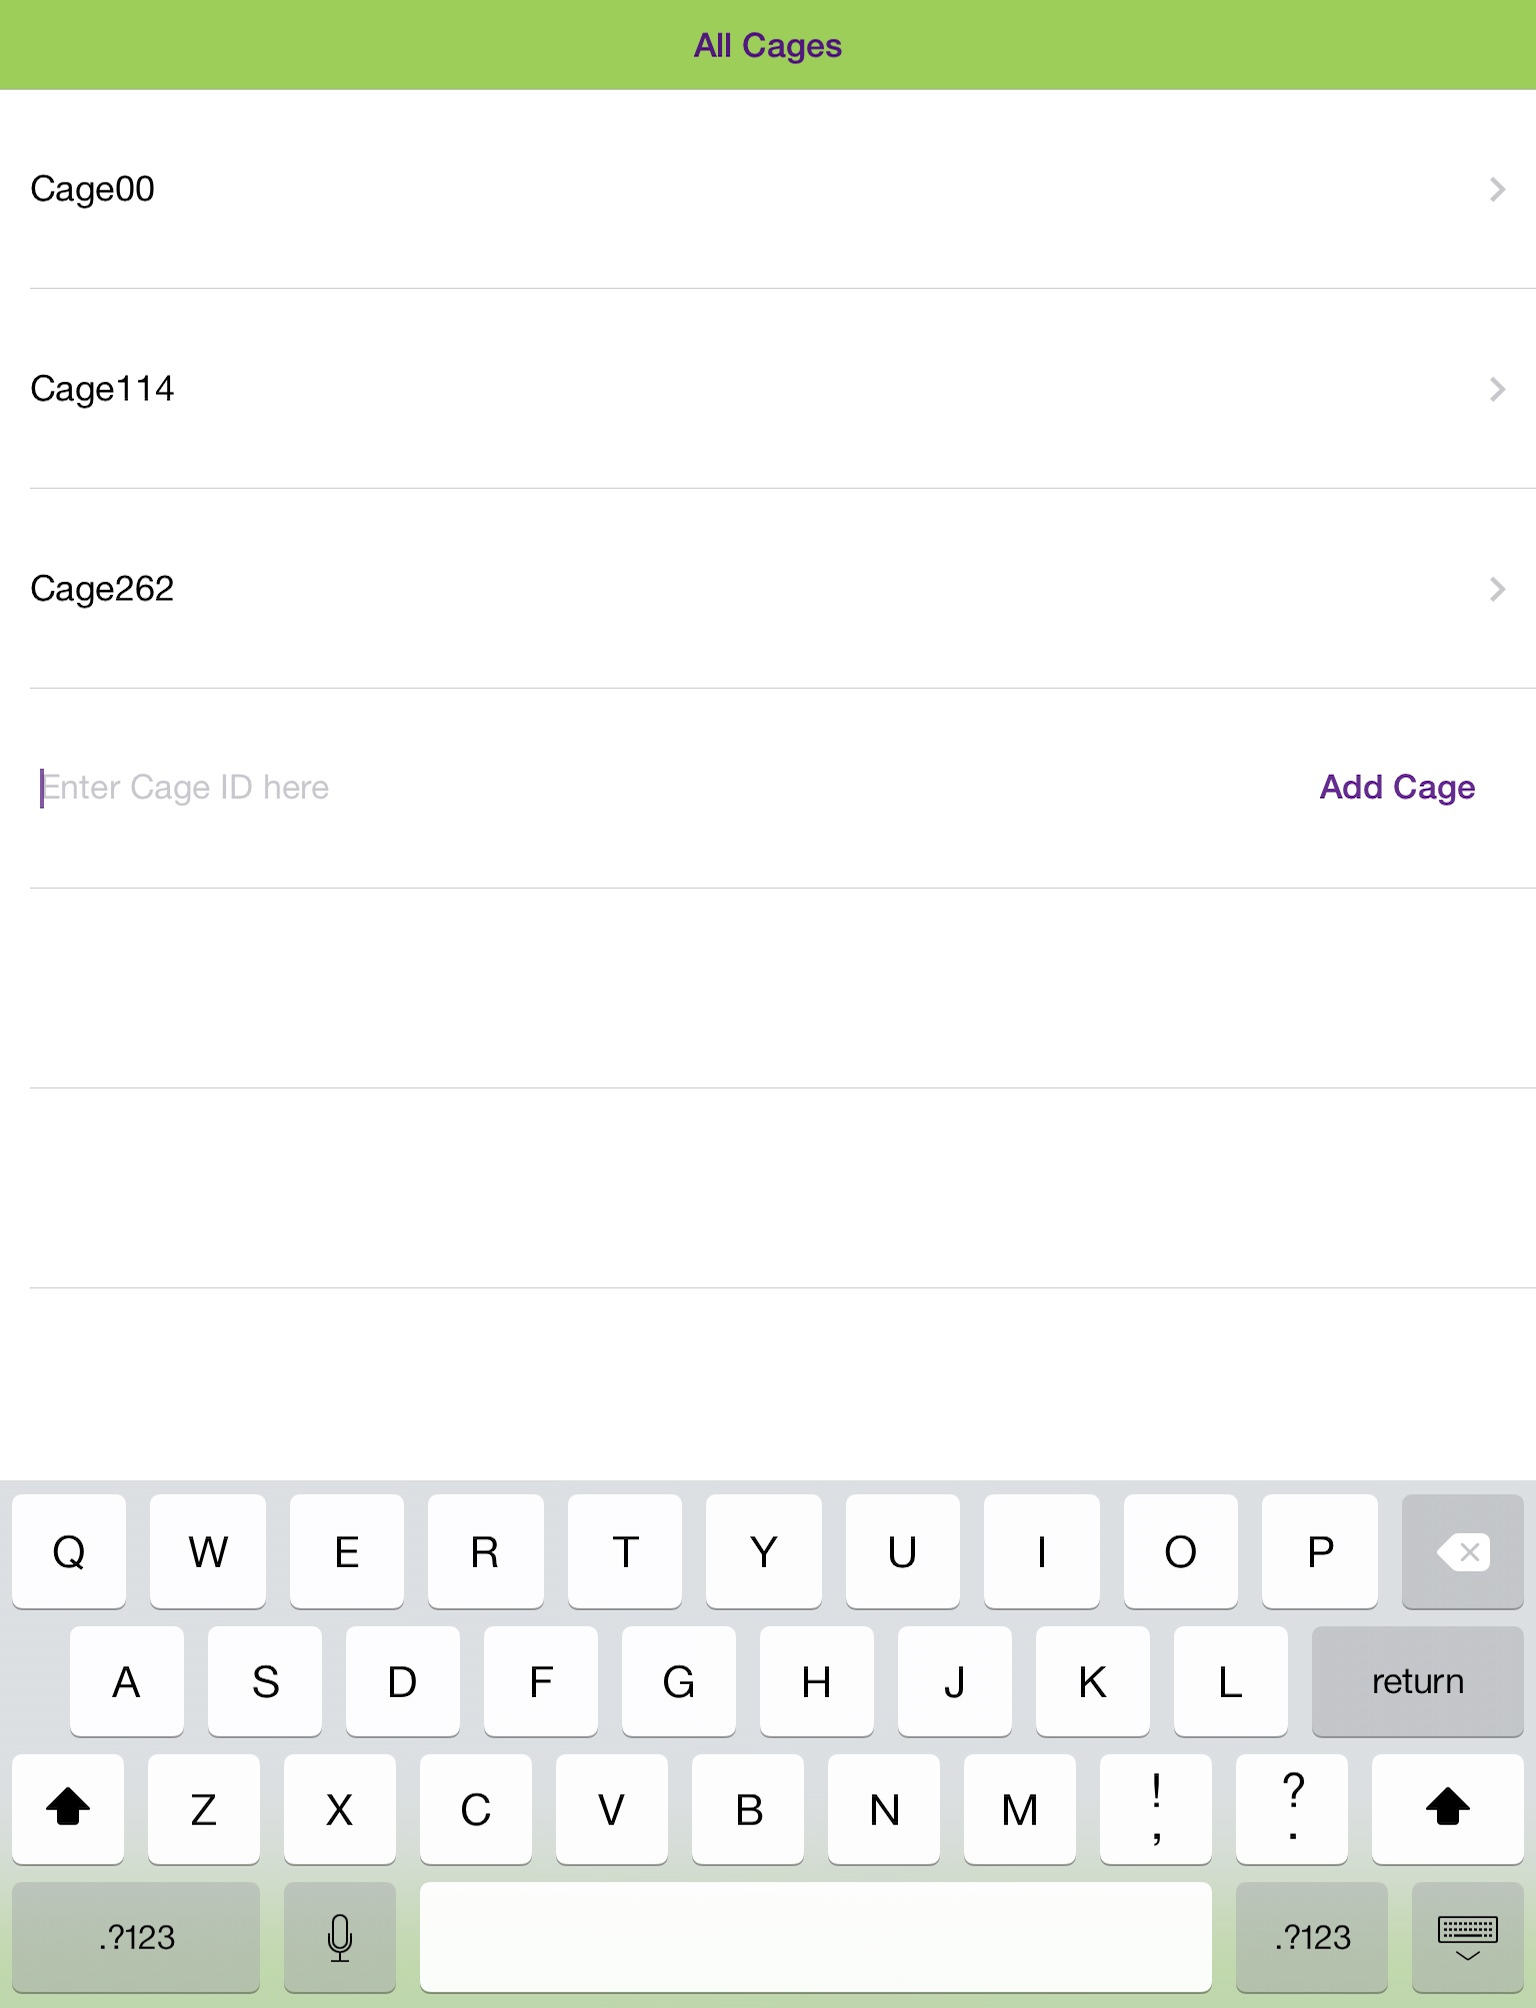 All Cages
Cage00
Cage114
Cage262
Enter Cage ID here Add Cage
Q W E R T Y U I O P
A S D F G H J K L return
Z X C V B N M ! , ? .
.?123 .?123